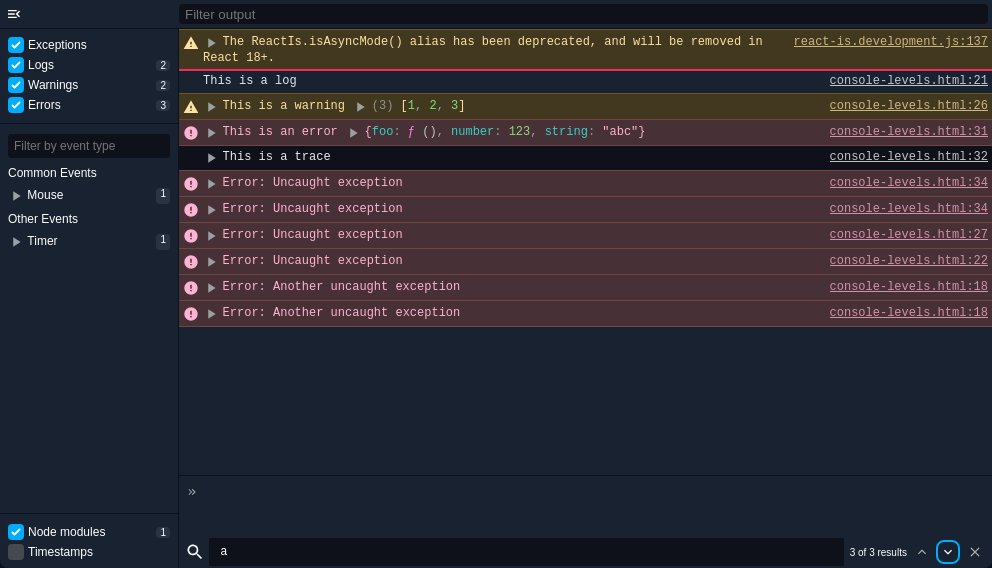 Filter output
Exceptions
Logs 2
Warnings 2
Errors 3
Filter by event type
Common Events
Mouse 1
Other Events
Timer 1
Node modules 1
Timestamps
The ReactIs.isAsyncMode() alias has been deprecated, and will be removed in react-is.development.js:137
React 18+.
This is a log console-levels.html:21
This is a warning (3) [1, 2, 3] console-levels.html:26
This is an error {foo: ƒ (), number: 123, string: "abc"} console-levels.html:31
This is a trace console-levels.html:32
Error: Uncaught exception console-levels.html:34
Error: Uncaught exception console-levels.html:34
Error: Uncaught exception console-levels.html:27
Error: Uncaught exception console-levels.html:22
Error: Another uncaught exception console-levels.html:18
Error: Another uncaught exception console-levels.html:18
»
a 3 of 3 results